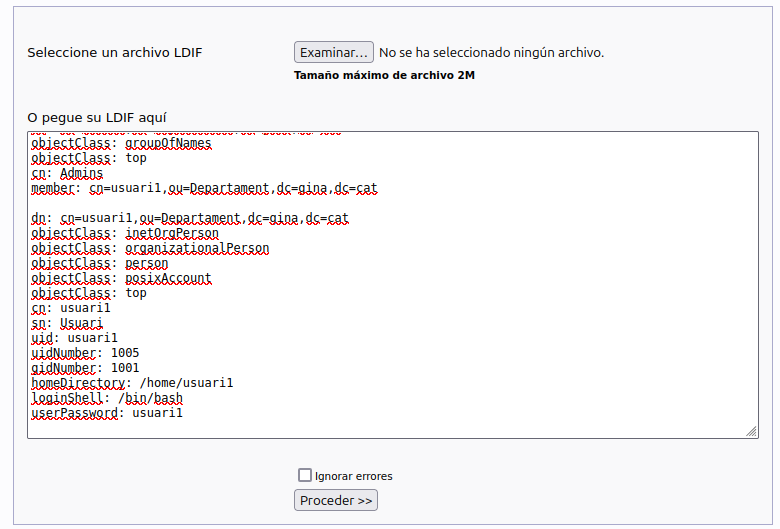 Seleccione un archivo LDIF
Examinar... No se ha seleccionado ningún archivo.
Tamaño máximo de archivo 2M
O pegue su LDIF aquí
objectClass: groupOfNames
objectClass: top
cn: Admins
member: cn=usuari1,ou=Departament,dc=gina,dc=cat
dn: cn=usuari1,ou=Departament,dc=gina,dc=cat
objectClass: inetOrgPerson
objectClass: organizationalPerson
objectClass: person
objectClass: posixAccount
objectClass: top
cn: usuari1
sn: Usuari
uid: usuari1
uidNumber: 1005
gidNumber: 1001
homeDirectory: /home/usuari1
loginShell: /bin/bash
userPassword: usuari1
Ignorar errores
Proceder >>